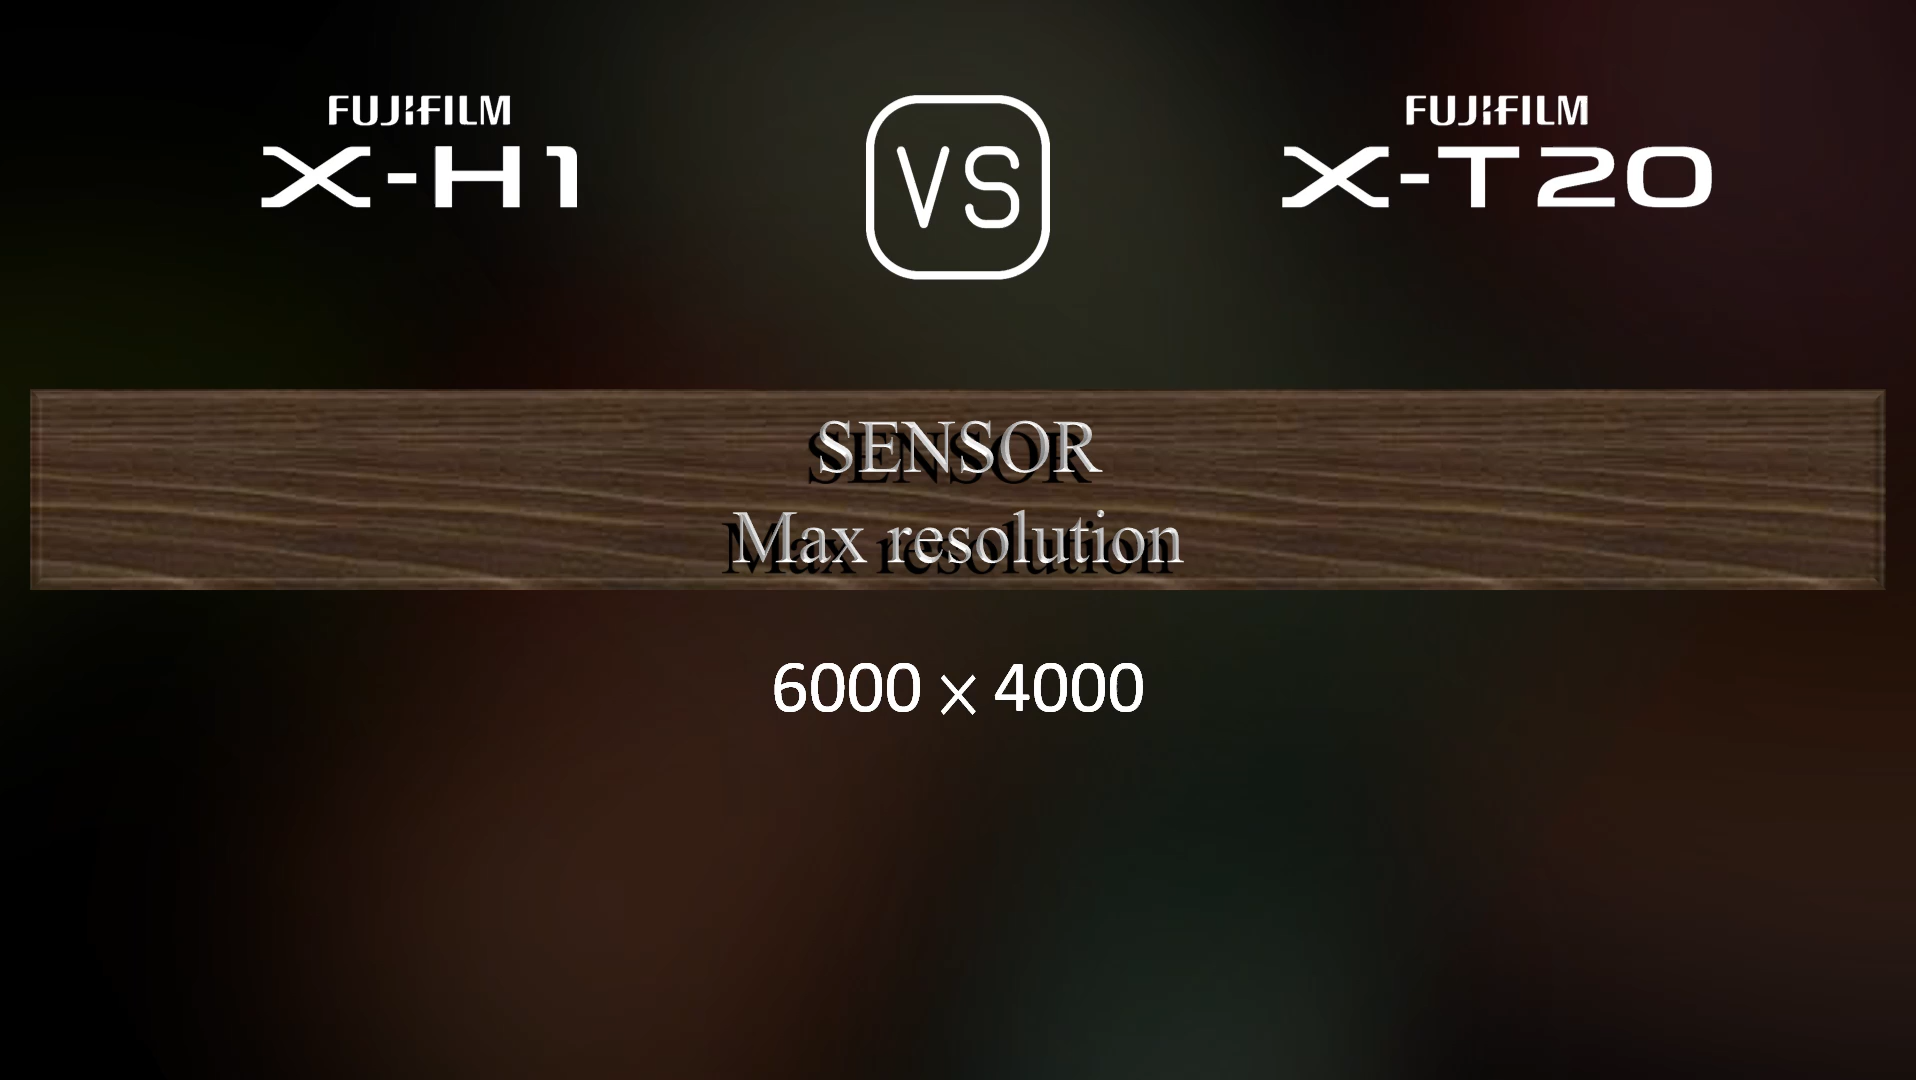 FUJIFILM
X-H1
VS
FUJIFILM
X-T20
SENSOR
Max resolution
6000 x 4000